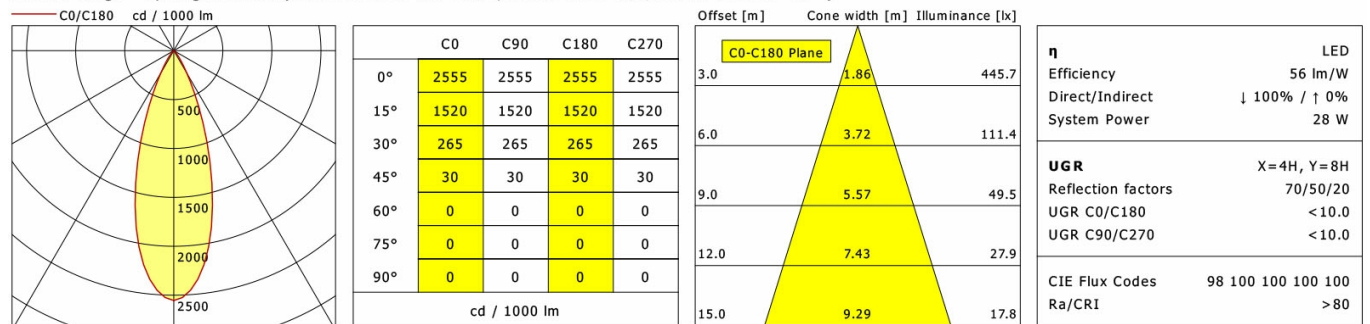 C0/C180 cd / 1000 lm
500
1000
1500
2000
2500
C0 C90 C180 C270
0° 2555 2555 2555 2555
15° 1520 1520 1520 1520
30° 265 265 265 265
45° 30 30 30 30
60° 0 0 0 0
75° 0 0 0 0
90° 0 0 0 0
cd / 1000 lm
Offset [m] Cone width [m] Illuminance [lx]
C0-C180 Plane
3.0 1.86 445.7
6.0 3.72 111.4
9.0 5.57 49.5
12.0 7.43 27.9
15.0 9.29 17.8
η LED
Efficiency 56 lm/W
Direct/Indirect ↓ 100% / ↑ 0%
System Power 28 W
UGR X=4H, Y=8H
Reflection factors 70/50/20
UGR C0/C180 <10.0
UGR C90/C270 <10.0
CIE Flux Codes 98 100 100 100 100
Ra/CRI >80